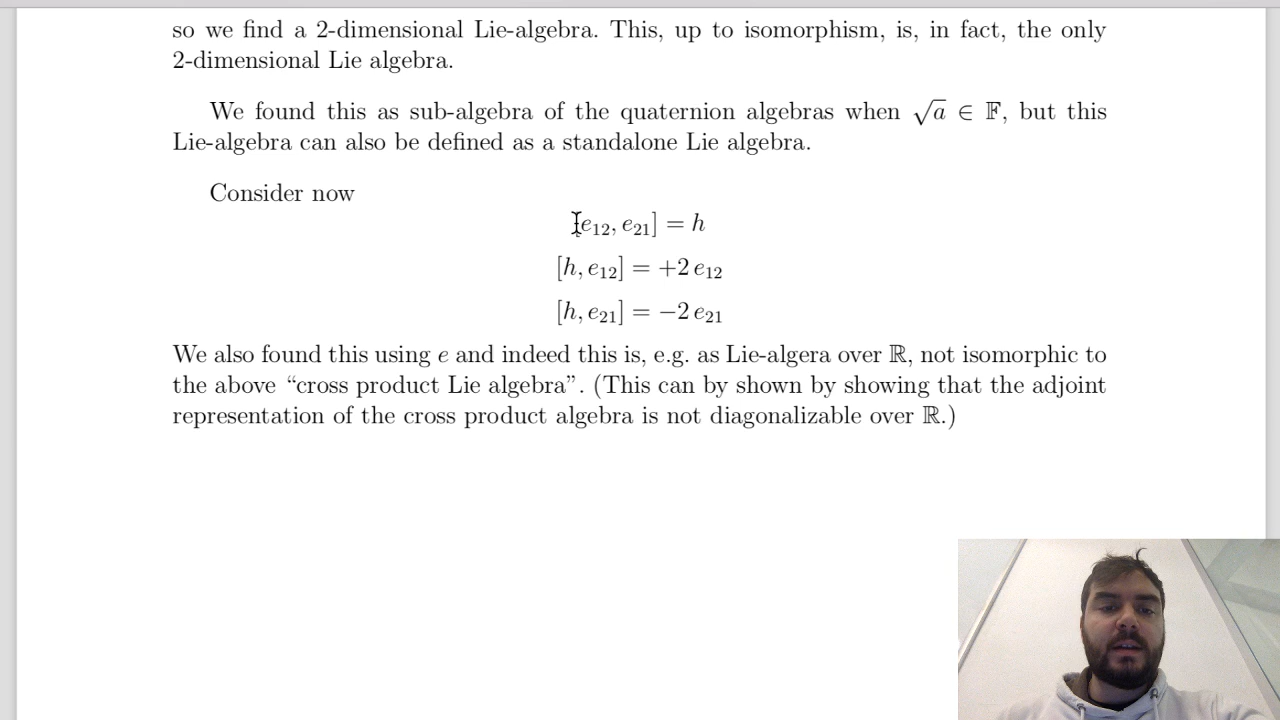 so we find a 2-dimensional Lie-algebra. This, up to isomorphism, is, in fact, the only
2-dimensional Lie algebra.
We found this as sub-algebra of the quaternion algebras when √a ∈ 𝔽, but this
Lie-algebra can also be defined as a standalone Lie algebra.
Consider now
[e₁₂, e₂₁] = h
[h, e₁₂] = +2 e₁₂
[h, e₂₁] = −2 e₂₁
We also found this using e and indeed this is, e.g. as Lie-algera over ℝ, not isomorphic to
the above “cross product Lie algebra”. (This can by shown by showing that the adjoint
representation of the cross product algebra is not diagonalizable over ℝ.)